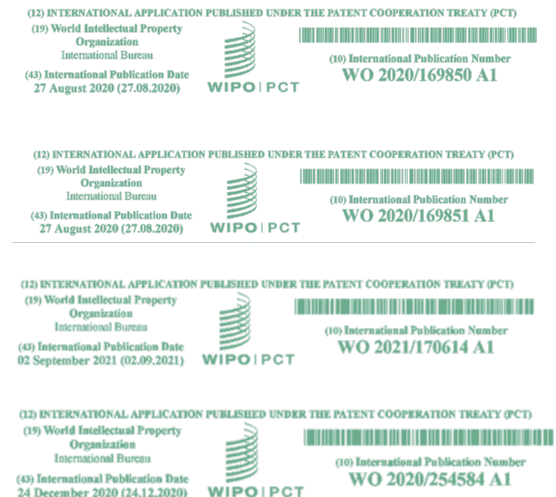 (12) INTERNATIONAL APPLICATION PUBLISHED UNDER THE PATENT COOPERATION TREATY (PCT)
(19) World Intellectual Property
Organization
International Bureau
(43) International Publication Date
27 August 2020 (27.08.2020)
WIPO|PCT
(10) International Publication Number
WO 2020/169850 A1
(12) INTERNATIONAL APPLICATION PUBLISHED UNDER THE PATENT COOPERATION TREATY (PCT)
(19) World Intellectual Property
Organization
International Bureau
(43) International Publication Date
27 August 2020 (27.08.2020)
WIPO|PCT
(10) International Publication Number
WO 2020/169851 A1
(12) INTERNATIONAL APPLICATION PUBLISHED UNDER THE PATENT COOPERATION TREATY (PCT)
(19) World Intellectual Property
Organization
International Bureau
(43) International Publication Date
02 September 2021 (02.09.2021)
WIPO|PCT
(10) International Publication Number
WO 2021/170614 A1
(12) INTERNATIONAL APPLICATION PUBLISHED UNDER THE PATENT COOPERATION TREATY (PCT)
(19) World Intellectual Property
Organization
International Bureau
(43) International Publication Date
24 December 2020 (24.12.2020)
WIPO|PCT
(10) International Publication Number
WO 2020/254584 A1